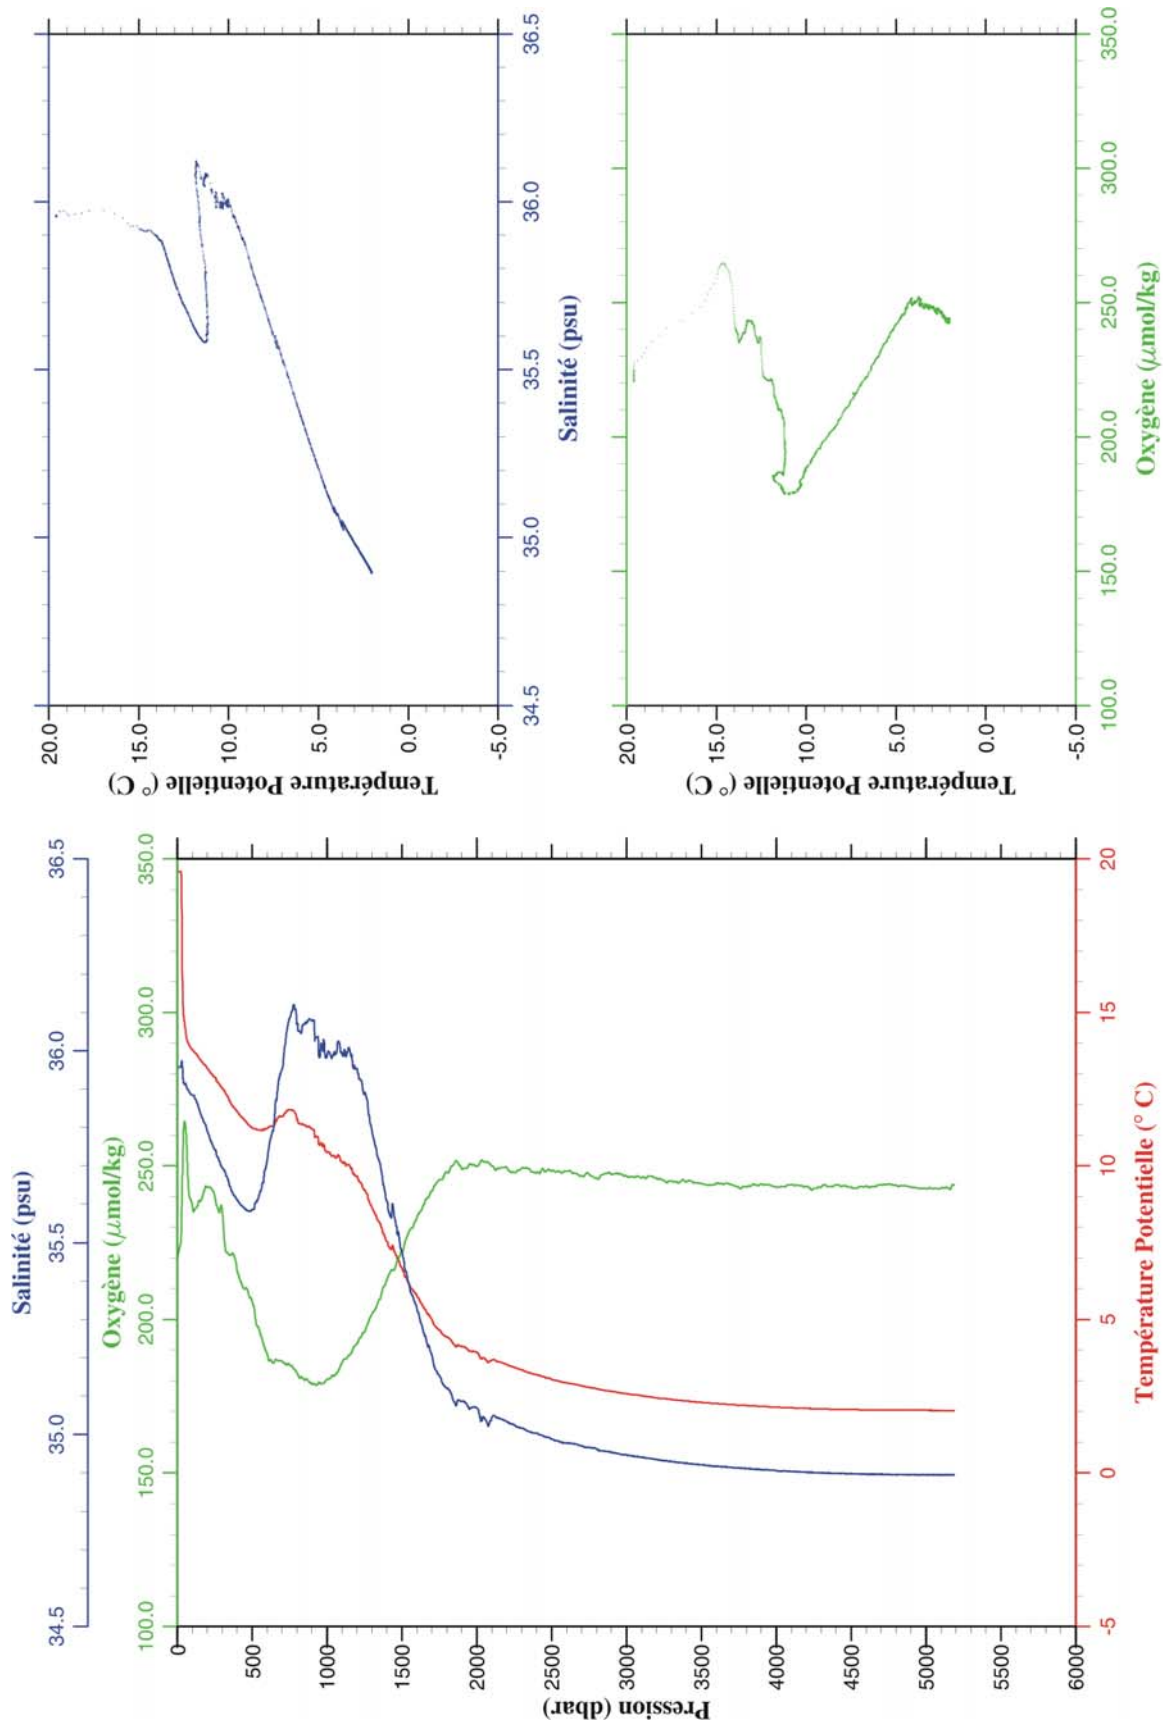 Salinité (psu)
34.5 35.0 35.5 36.0 36.5
Oxygène (μmol/kg)
100.0 150.0 200.0 250.0 300.0 350.0
Pression (dbar)
0
500
1000
1500
2000
2500
3000
3500
4000
4500
5000
5500
6000
-5 0 5 10 15 20
Température Potentielle (° C)
Température Potentielle (° C)
20.0
15.0
10.0
5.0
0.0
-5.0
34.5 35.0 35.5 36.0 36.5
Salinité (psu)
Température Potentielle (° C)
20.0
15.0
10.0
5.0
0.0
-5.0
100.0 150.0 200.0 250.0 300.0 350.0
Oxygène (μmol/kg)